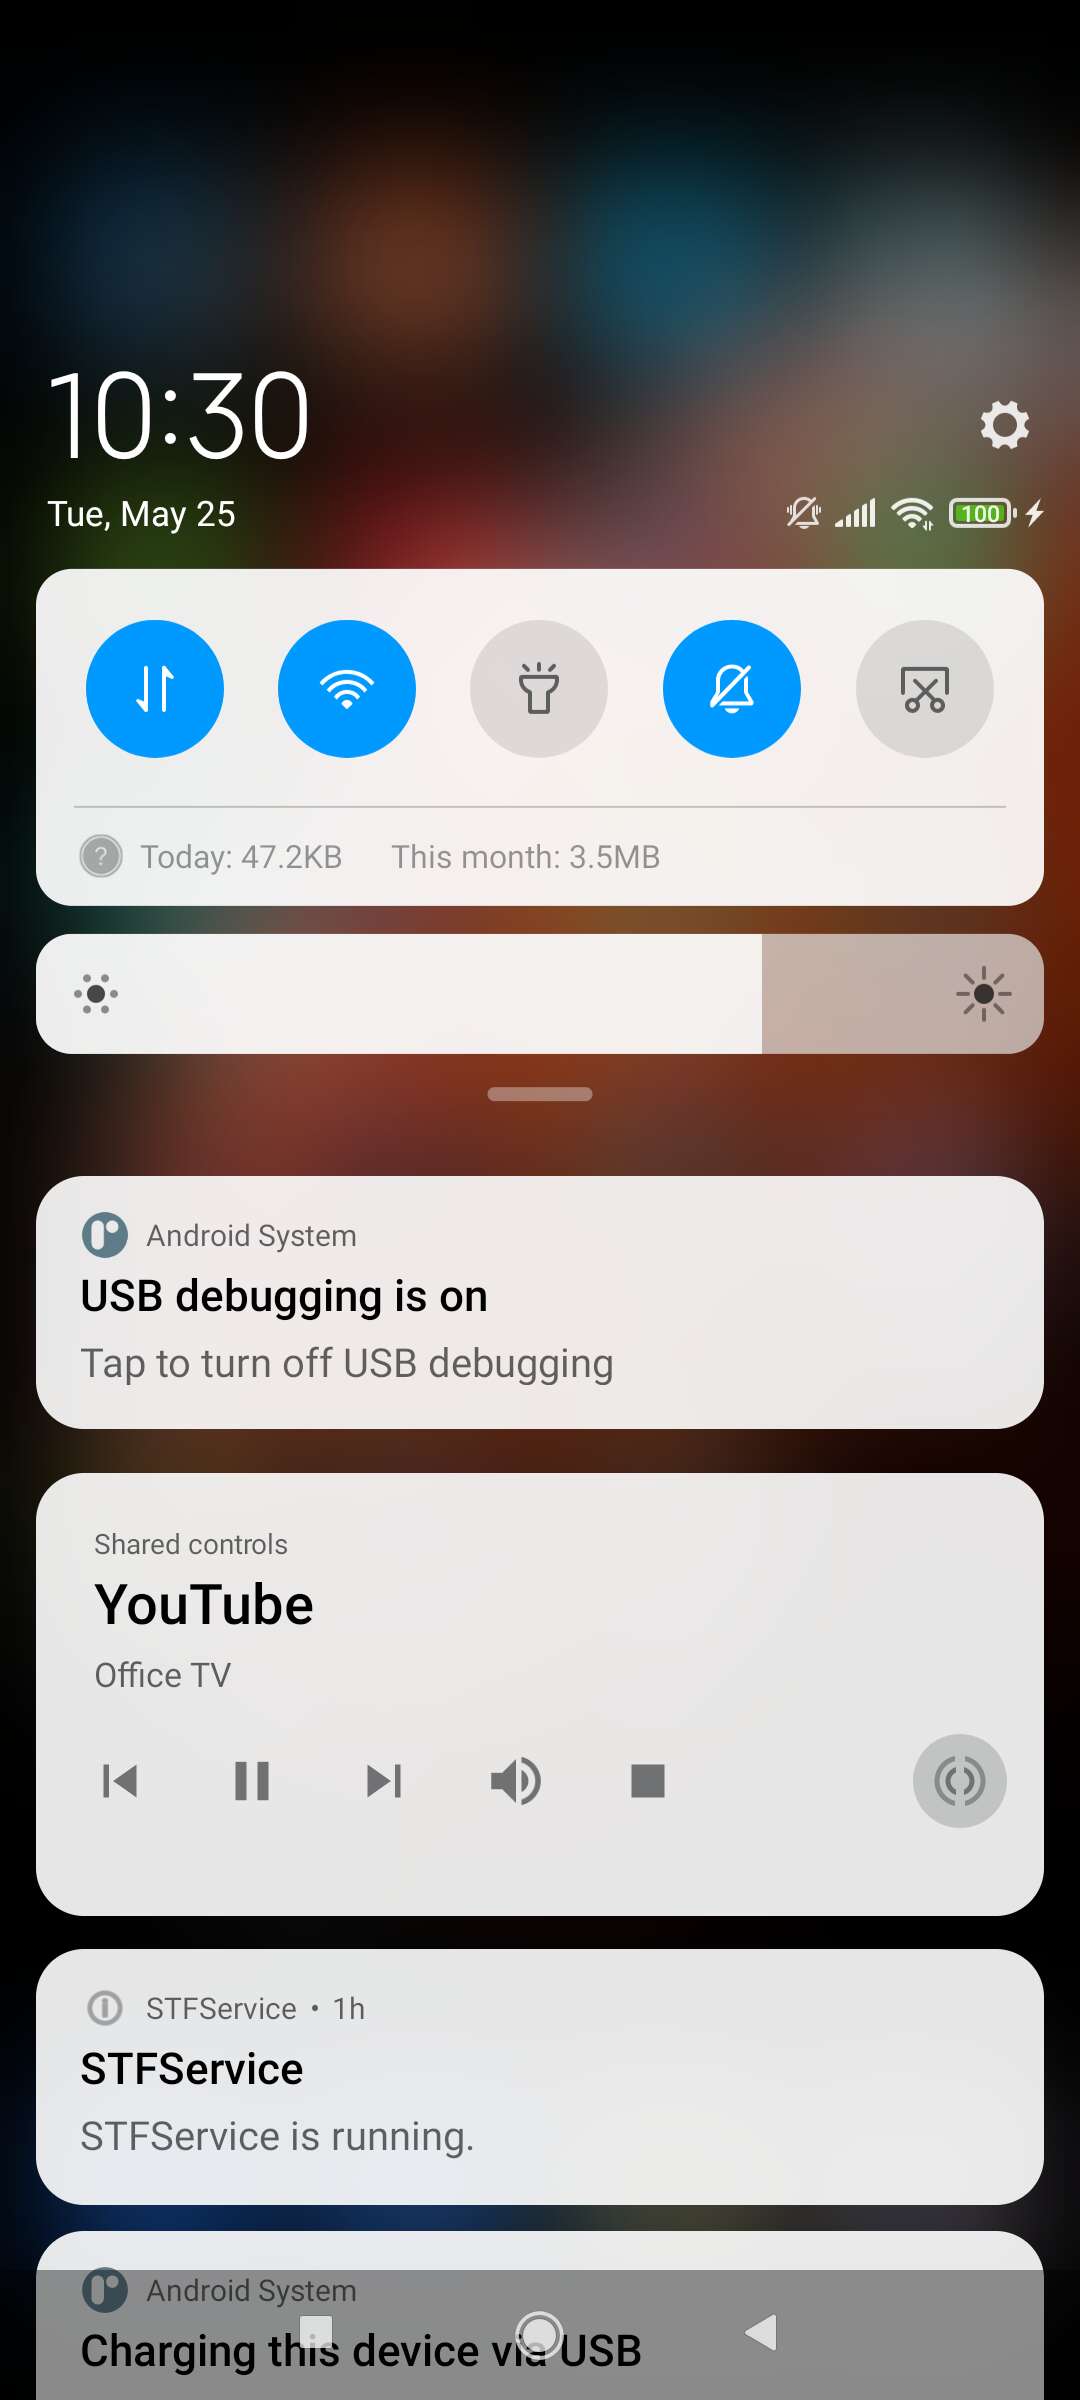 10:30
Tue, May 25
100
Today: 47.2KB This month: 3.5MB
Android System
USB debugging is on
Tap to turn off USB debugging
Shared controls
YouTube
Office TV
STFService • 1h
STFService
STFService is running.
Android System
Charging this device via USB